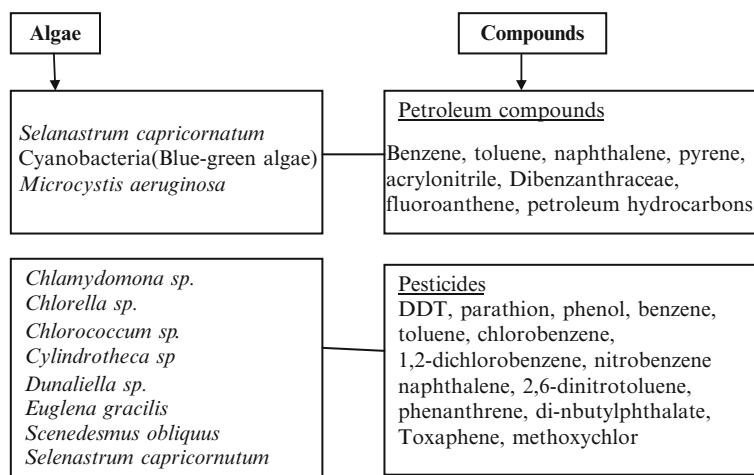 Algae
Compounds
Selanastrum capricornatum
Cyanobacteria(Blue-green algae)
Microcystis aeruginosa
Petroleum compounds
Benzene, toluene, naphthalene, pyrene,
acrylonitrile, Dibenzanthraceae,
fluoroanthene, petroleum hydrocarbons
Chlamydomona sp.
Chlorella sp.
Chlorococcum sp.
Cylindrotheca sp
Dunaliella sp.
Euglena gracilis
Scenedesmus obliquus
Selenastrum capricornutum
Pesticides
DDT, parathion, phenol, benzene,
toluene, chlorobenzene,
1,2-dichlorobenzene, nitrobenzene
naphthalene, 2,6-dinitrotoluene,
phenanthrene, di-nbutylphthalate,
Toxaphene, methoxychlor